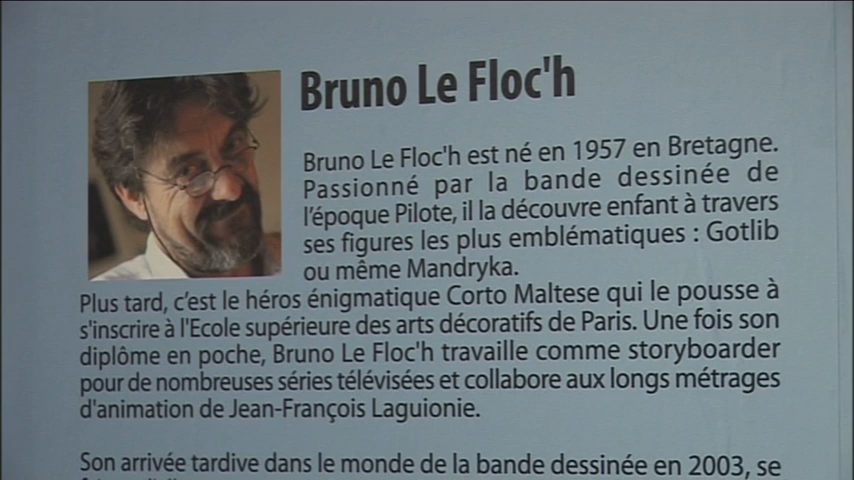 Bruno Le Floc'h
Bruno Le Floc'h est né en 1957 en Bretagne.
Passionné par la bande dessinée de
l'époque Pilote, il la découvre enfant à travers
ses figures les plus emblématiques : Gotlib
ou même Mandryka.
Plus tard, c'est le héros énigmatique Corto Maltese qui le pousse à
s'inscrire à l'Ecole supérieure des arts décoratifs de Paris. Une fois son
diplôme en poche, Bruno Le Floc'h travaille comme storyboarder
pour de nombreuses séries télévisées et collabore aux longs métrages
d'animation de Jean-François Laguionie.
Son arrivée tardive dans le monde de la bande dessinée en 2003, se